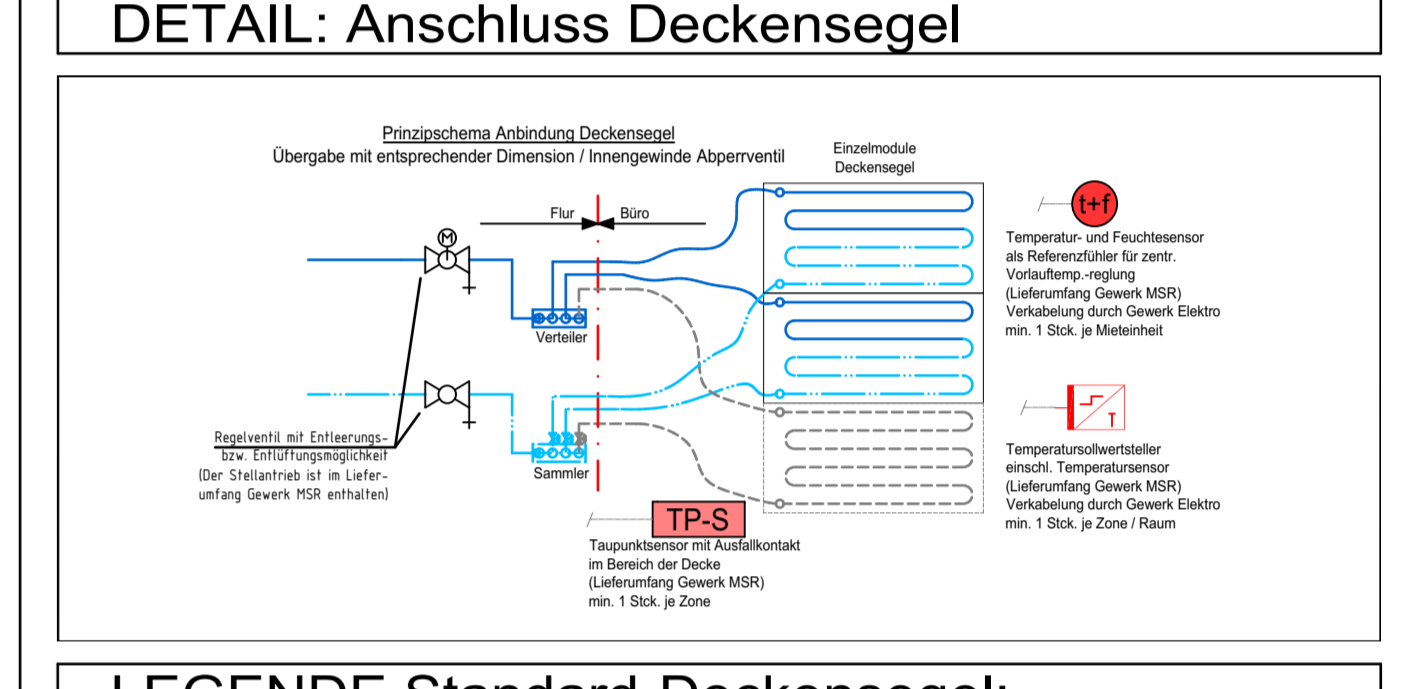 DETAIL: Anschluss Deckensegel
Prinzipschema Anbindung Deckensegel
Übergabe mit entsprechender Dimension / Innengewinde Abperrventil
Einzelmodule
Deckensegel
Flur
Büro
M
Verteiler
Sammler
Regelventil mit Entleerungs-
bzw. Entlüftungsmöglichkeit
(Der Stellantrieb ist im Liefer-
umfang Gewerk MSR enthalten)
TP-S
Taupunktsensor mit Ausfallkontakt
im Bereich der Decke
(Lieferumfang Gewerk MSR)
min. 1 Stck. je Zone
t+f
Temperatur- und Feuchtesensor
als Referenzfühler für zentr.
Vorlauftemp.-reglung
(Lieferumfang Gewerk MSR)
Verkabelung durch Gewerk Elektro
min. 1 Stck. je Mieteinheit
T
Temperatursollwertsteller
einschl. Temperatursensor
(Lieferumfang Gewerk MSR)
Verkabelung durch Gewerk Elektro
min. 1 Stck. je Zone / Raum
LEGENDE Standard Deckensegel: